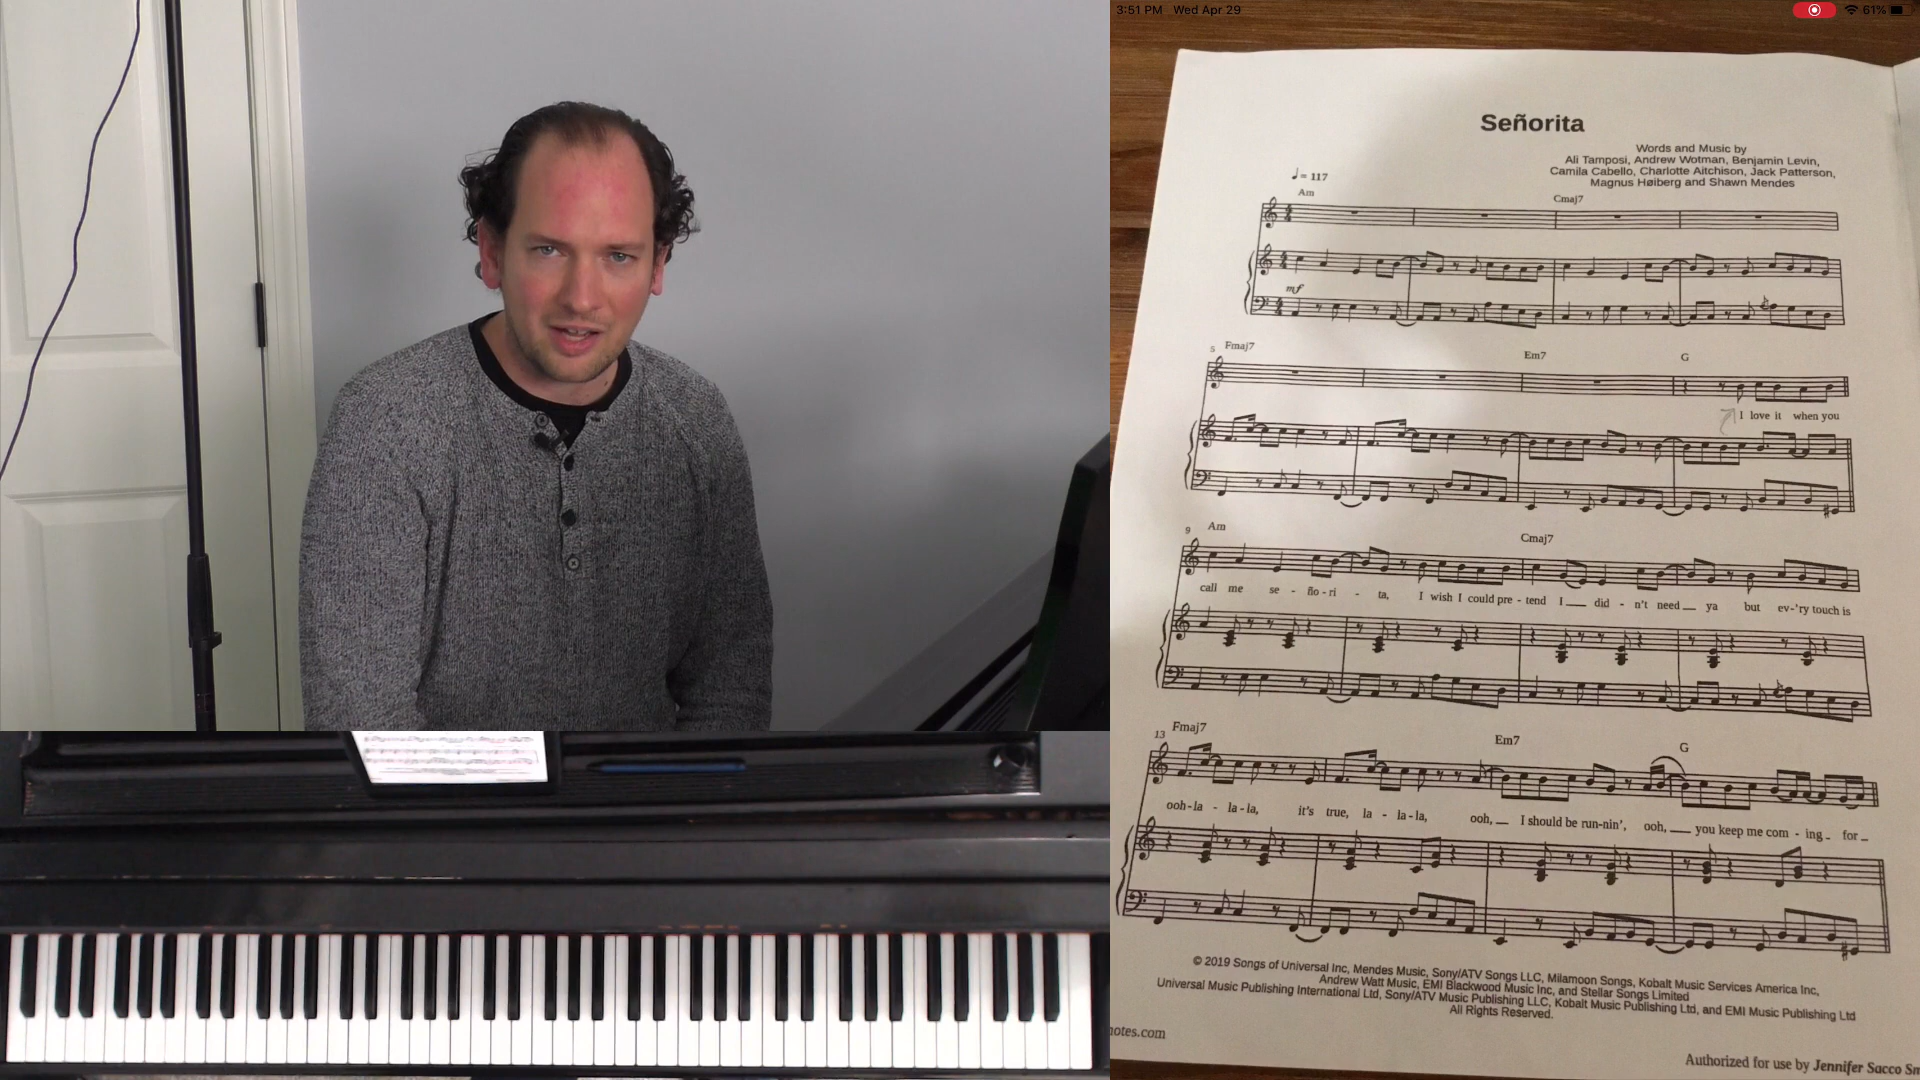 3:51 PM Wed Apr 29
61%
Señorita
Words and Music by
Ali Tamposi, Andrew Wotman, Benjamin Levin,
Camila Cabello, Charlotte Aitchison, Jack Patterson,
Magnus Høiberg and Shawn Mendes
♩ = 117
Am Cmaj7
mf
5 Fmaj7 Em7 G
I love it when you
9 Am Cmaj7
call me se - ño - ri - ta, I wish I could pre - tend I did - n't need ya but ev-'ry touch is
13 Fmaj7 Em7 G
ooh-la - la-la, it's true, la - la-la, ooh, I should be run-nin', ooh, you keep me com - ing for
© 2019 Songs of Universal Inc, Mendes Music, Sony/ATV Songs LLC, Milamoon Songs, Kobalt Music Services America Inc,
Andrew Watt Music, EMI Blackwood Music Inc, and Stellar Songs Limited
Universal Music Publishing International Ltd, Sony/ATV Music Publishing LLC, Kobalt Music Publishing Ltd, and EMI Music Publishing Ltd
All Rights Reserved.
notes.com
Authorized for use by Jennifer Sacco Sm